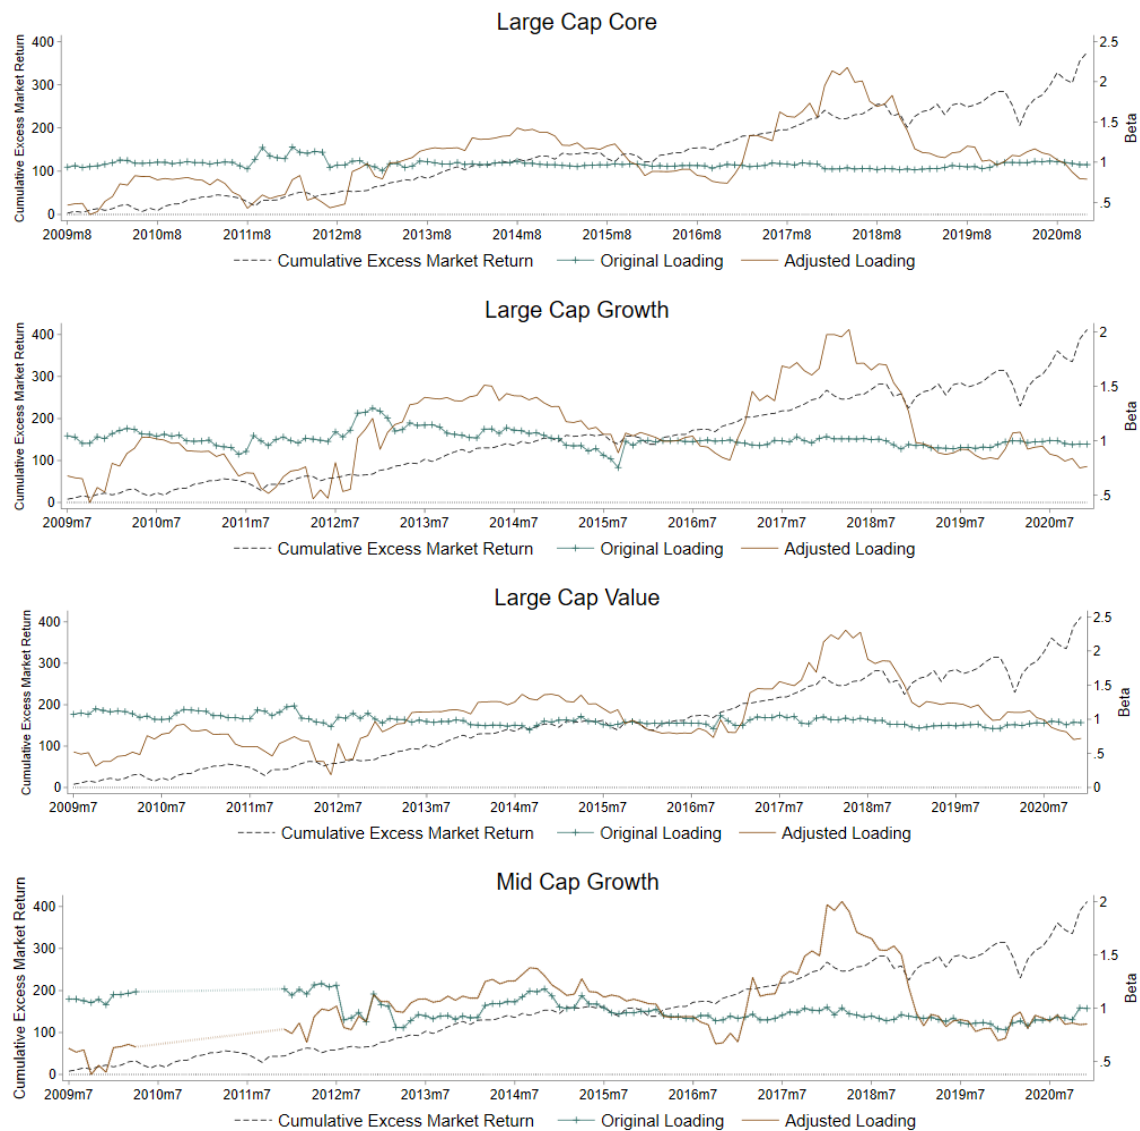 Large Cap Core
Cumulative Excess Market Return
400
300
200
100
0
2.5
2
1.5
1
.5
Beta
2009m8 2010m8 2011m8 2012m8 2013m8 2014m8 2015m8 2016m8 2017m8 2018m8 2019m8 2020m8
Cumulative Excess Market Return Original Loading Adjusted Loading
Large Cap Growth
Cumulative Excess Market Return
400
300
200
100
0
2
1.5
1
.5
Beta
2009m7 2010m7 2011m7 2012m7 2013m7 2014m7 2015m7 2016m7 2017m7 2018m7 2019m7 2020m7
Cumulative Excess Market Return Original Loading Adjusted Loading
Large Cap Value
Cumulative Excess Market Return
400
300
200
100
0
2.5
2
1.5
1
.5
0
Beta
2009m7 2010m7 2011m7 2012m7 2013m7 2014m7 2015m7 2016m7 2017m7 2018m7 2019m7 2020m7
Cumulative Excess Market Return Original Loading Adjusted Loading
Mid Cap Growth
Cumulative Excess Market Return
400
300
200
100
0
2
1.5
1
.5
Beta
2009m7 2010m7 2011m7 2012m7 2013m7 2014m7 2015m7 2016m7 2017m7 2018m7 2019m7 2020m7
Cumulative Excess Market Return Original Loading Adjusted Loading